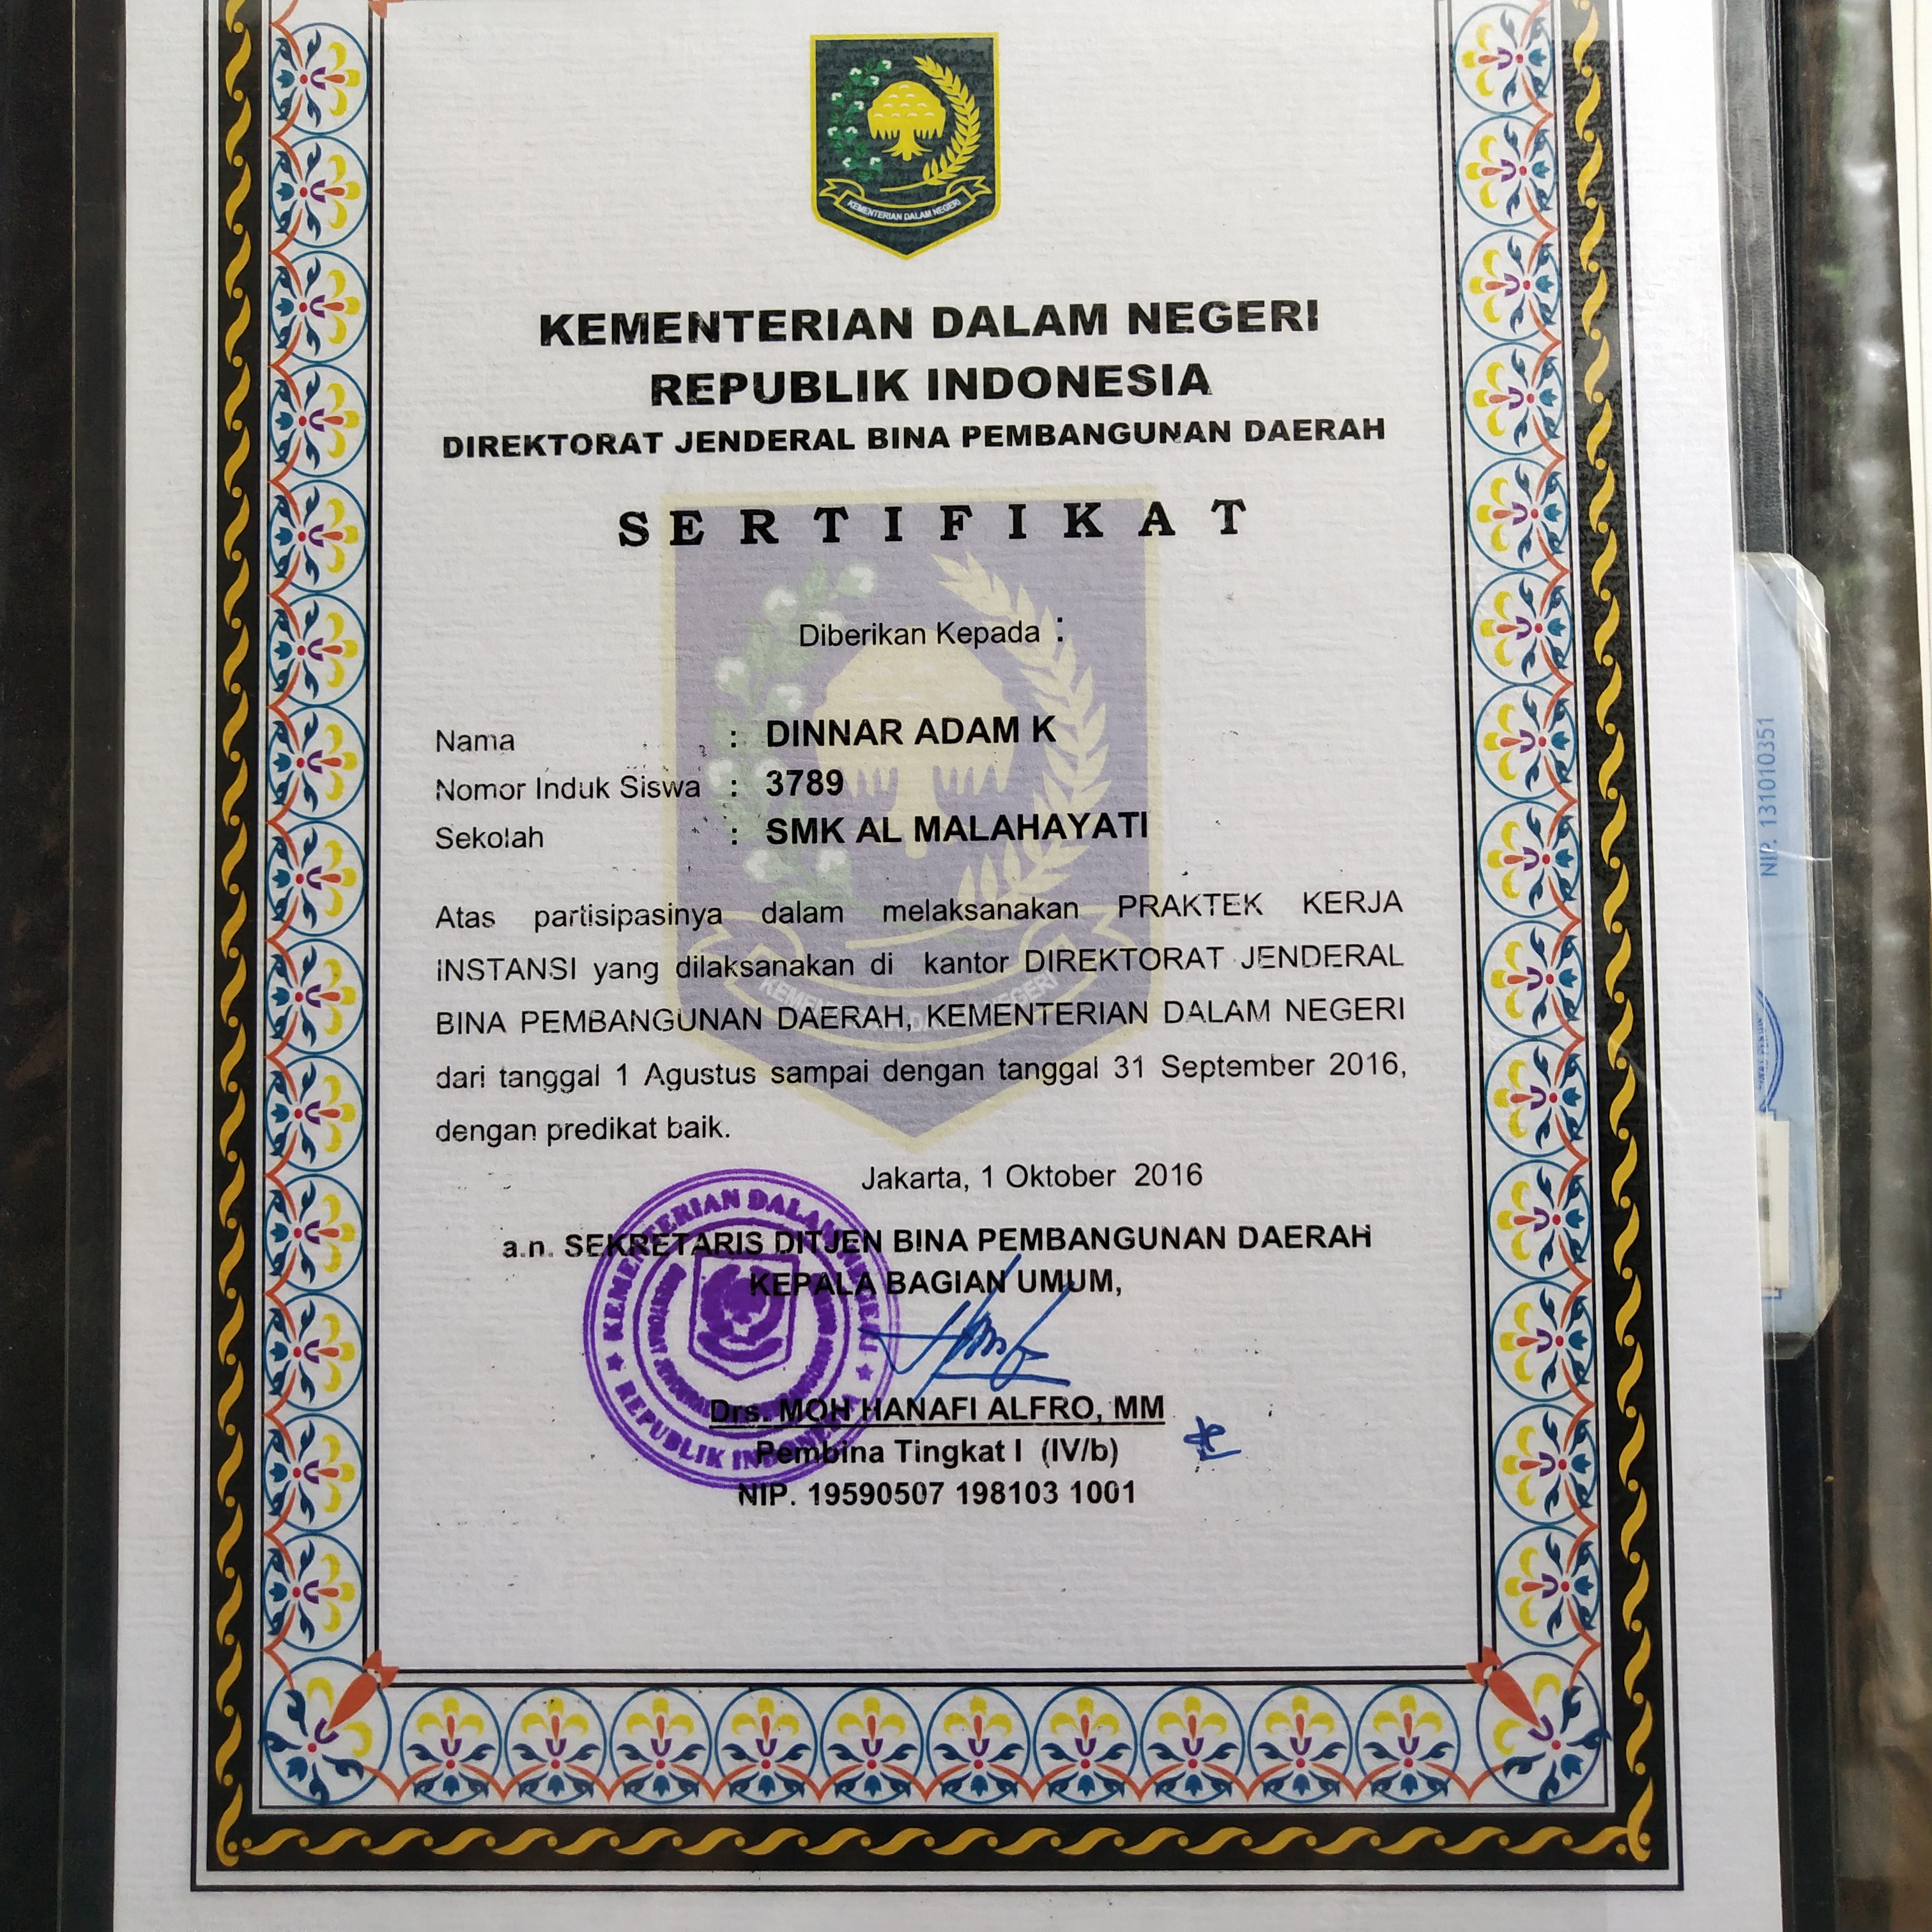 KEMENTERIAN DALAM NEGERI
KEMENTERIAN DALAM NEGERI
REPUBLIK INDONESIA
DIREKTORAT JENDERAL BINA PEMBANGUNAN DAERAH
SERTIFIKAT
Diberikan Kepada :
Nama : DINNAR ADAM K
Nomor Induk Siswa : 3789
Sekolah : SMK AL MALAHAYATI
Atas partisipasinya dalam melaksanakan PRAKTEK KERJA
INSTANSI yang dilaksanakan di kantor DIREKTORAT JENDERAL
BINA PEMBANGUNAN DAERAH, KEMENTERIAN DALAM NEGERI
dari tanggal 1 Agustus sampai dengan tanggal 31 September 2016,
dengan predikat baik.
Jakarta, 1 Oktober 2016
a.n. SEKRETARIS DITJEN BINA PEMBANGUNAN DAERAH
KEPALA BAGIAN UMUM,
KEMENTERIAN DALAM NEGERI
REPUBLIK INDONESIA
Drs. MOH HANAFI ALFRO, MM
Pembina Tingkat I (IV/b)
NIP. 19590507 198103 1001
NIP. 131010351